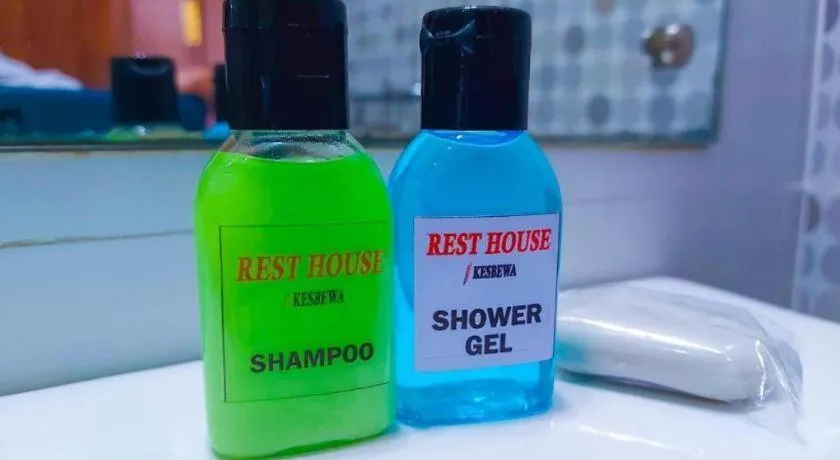 REST HOUSE
KESBEWA
SHAMPOO
REST HOUSE
KESBEWA
SHOWER
GEL